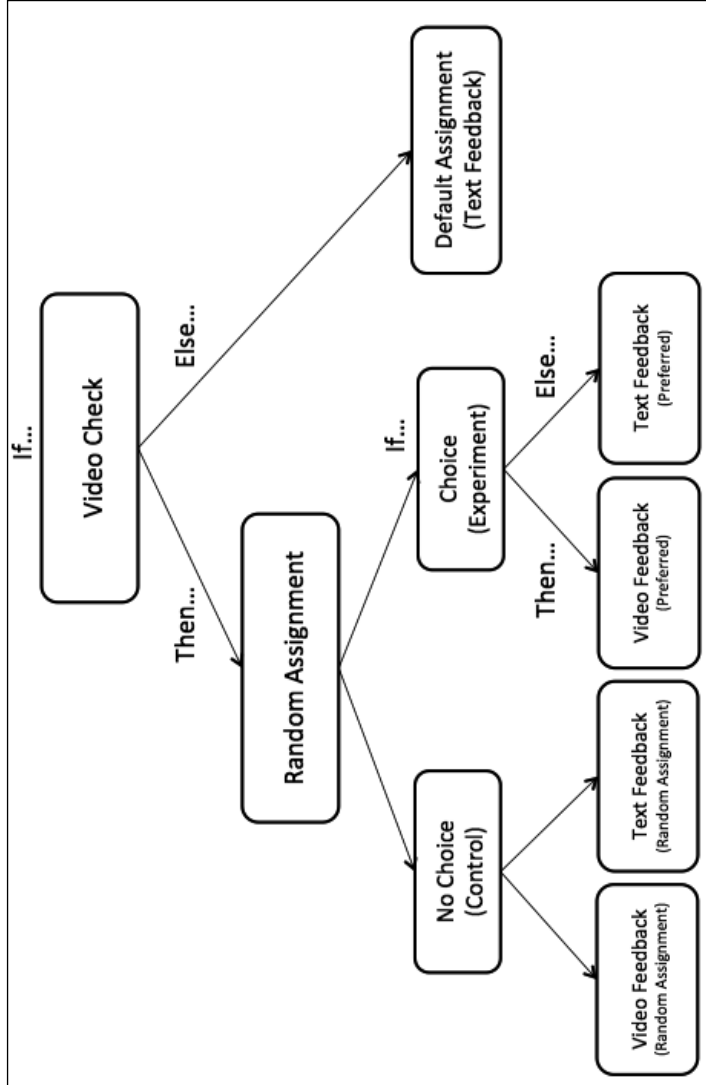 If...
Video Check
Then...
Else...
Random Assignment
If...
No Choice
(Control)
Choice
(Experiment)
Default Assignment
(Text Feedback)
Then...
Else...
Video Feedback
(Random Assignment)
Text Feedback
(Random Assignment)
Video Feedback
(Preferred)
Text Feedback
(Preferred)